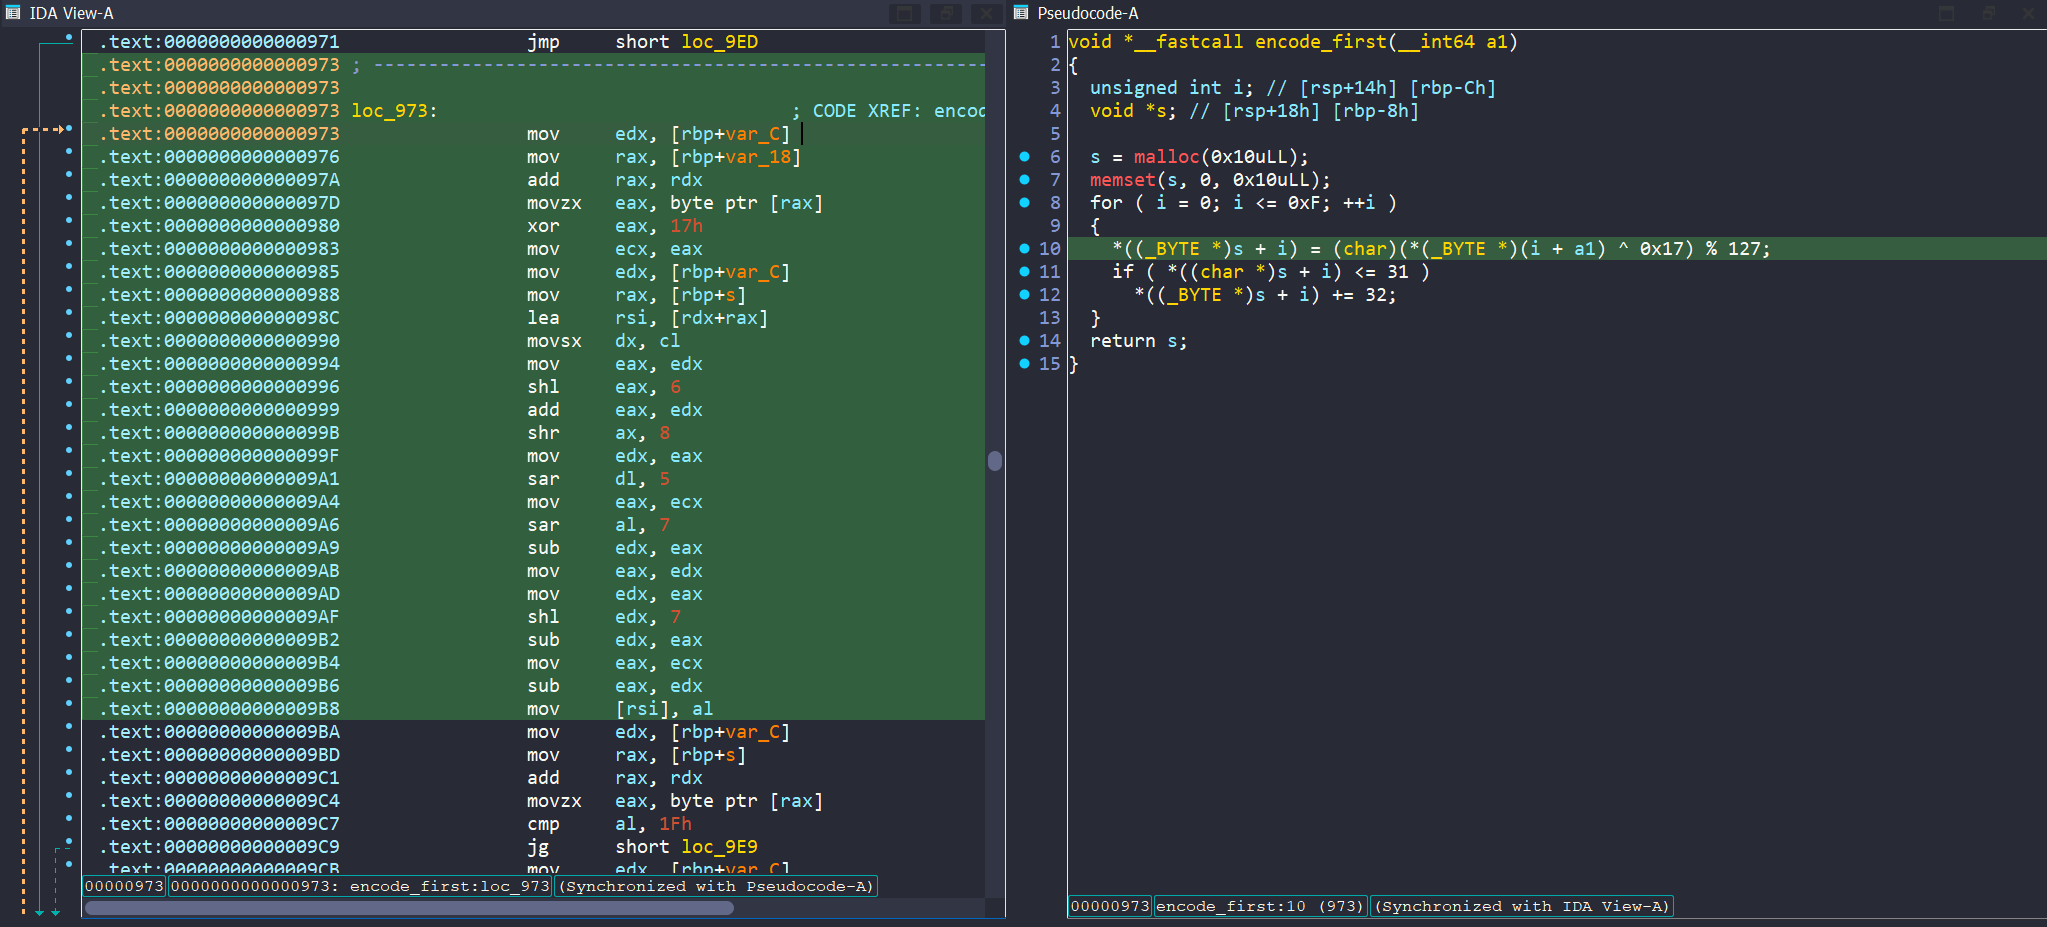 IDA View-A
.text:0000000000000971 jmp short loc_9ED
.text:0000000000000973 ; --------------------------------------------------------
.text:0000000000000973
.text:0000000000000973 loc_973: ; CODE XREF: encod
.text:0000000000000973 mov edx, [rbp+var_C]
.text:0000000000000976 mov rax, [rbp+var_18]
.text:000000000000097A add rax, rdx
.text:000000000000097D movzx eax, byte ptr [rax]
.text:0000000000000980 xor eax, 17h
.text:0000000000000983 mov ecx, eax
.text:0000000000000985 mov edx, [rbp+var_C]
.text:0000000000000988 mov rax, [rbp+s]
.text:000000000000098C lea rsi, [rdx+rax]
.text:0000000000000990 movsx dx, cl
.text:0000000000000994 mov eax, edx
.text:0000000000000996 shl eax, 6
.text:0000000000000999 add eax, edx
.text:000000000000099B shr ax, 8
.text:000000000000099F mov edx, eax
.text:00000000000009A1 sar dl, 5
.text:00000000000009A4 mov eax, ecx
.text:00000000000009A6 sar al, 7
.text:00000000000009A9 sub edx, eax
.text:00000000000009AB mov eax, edx
.text:00000000000009AD mov edx, eax
.text:00000000000009AF shl edx, 7
.text:00000000000009B2 sub edx, eax
.text:00000000000009B4 mov eax, ecx
.text:00000000000009B6 sub eax, edx
.text:00000000000009B8 mov [rsi], al
.text:00000000000009BA mov edx, [rbp+var_C]
.text:00000000000009BD mov rax, [rbp+s]
.text:00000000000009C1 add rax, rdx
.text:00000000000009C4 movzx eax, byte ptr [rax]
.text:00000000000009C7 cmp al, 1Fh
.text:00000000000009C9 jg short loc_9E9
.text:00000000000009CB mov edx, [rbp+var_C]
00000973 0000000000000973: encode_first:loc_973 (Synchronized with Pseudocode-A)
Pseudocode-A
1 void *__fastcall encode_first(__int64 a1)
2 {
3 unsigned int i; // [rsp+14h] [rbp-Ch]
4 void *s; // [rsp+18h] [rbp-8h]
5
6 s = malloc(0x10uLL);
7 memset(s, 0, 0x10uLL);
8 for ( i = 0; i <= 0xF; ++i )
9 {
10 *((_BYTE *)s + i) = (char)(*(_BYTE *)(i + a1) ^ 0x17) % 127;
11 if ( *((char *)s + i) <= 31 )
12 *((_BYTE *)s + i) += 32;
13 }
14 return s;
15 }
00000973 encode_first:10 (973) (Synchronized with IDA View-A)